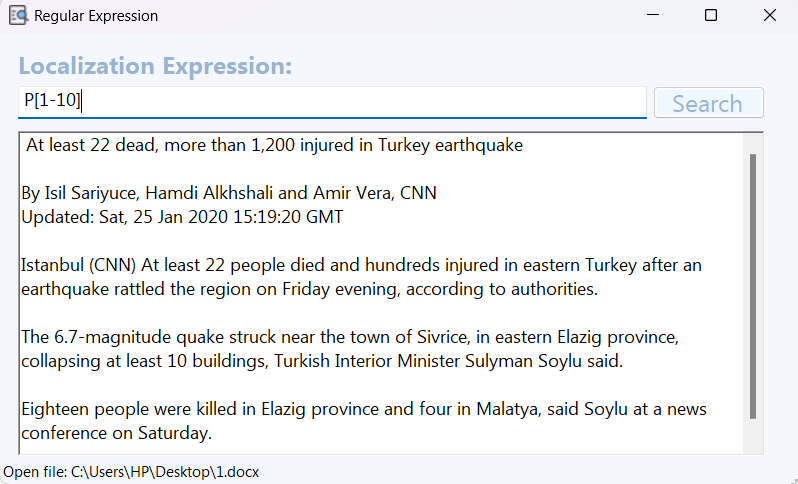 Regular Expression
Localization Expression:
P[1-10]
Search
At least 22 dead, more than 1,200 injured in Turkey earthquake
By Isil Sariyuce, Hamdi Alkhshali and Amir Vera, CNN
Updated: Sat, 25 Jan 2020 15:19:20 GMT
Istanbul (CNN) At least 22 people died and hundreds injured in eastern Turkey after an
earthquake rattled the region on Friday evening, according to authorities.
The 6.7-magnitude quake struck near the town of Sivrice, in eastern Elazig province,
collapsing at least 10 buildings, Turkish Interior Minister Sulyman Soylu said.
Eighteen people were killed in Elazig province and four in Malatya, said Soylu at a news
conference on Saturday.
Open file: C:\Users\HP\Desktop\1.docx